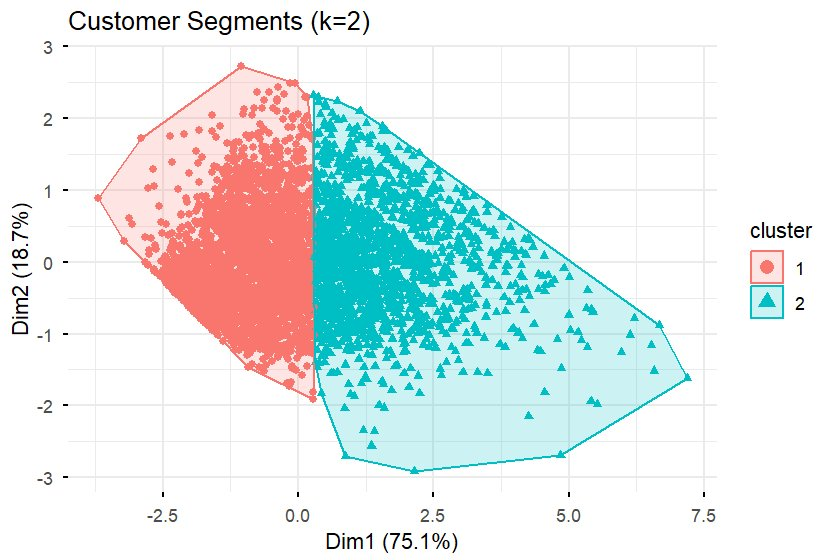 Customer Segments (k=2)
3
2
1
0
-1
-2
-3
Dim2 (18.7%)
-2.5 0.0 2.5 5.0 7.5
Dim1 (75.1%)
cluster
1
2